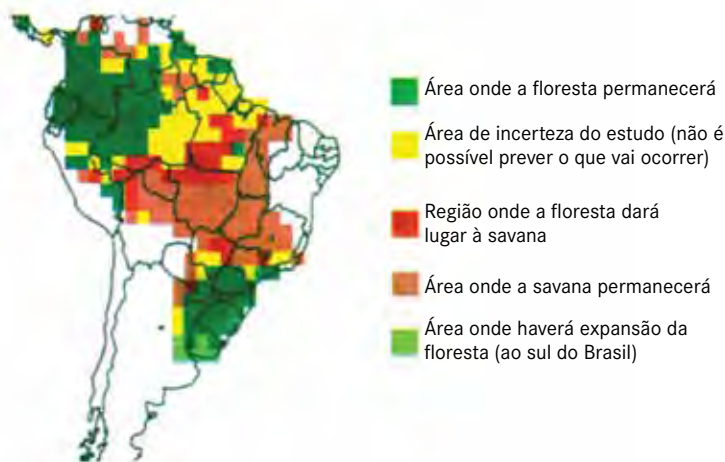 Área onde a floresta permanecerá
Área de incerteza do estudo (não é
possível prever o que vai ocorrer)
Região onde a floresta dará
lugar à savana
Área onde a savana permanecerá
Área onde haverá expansão da
floresta (ao sul do Brasil)